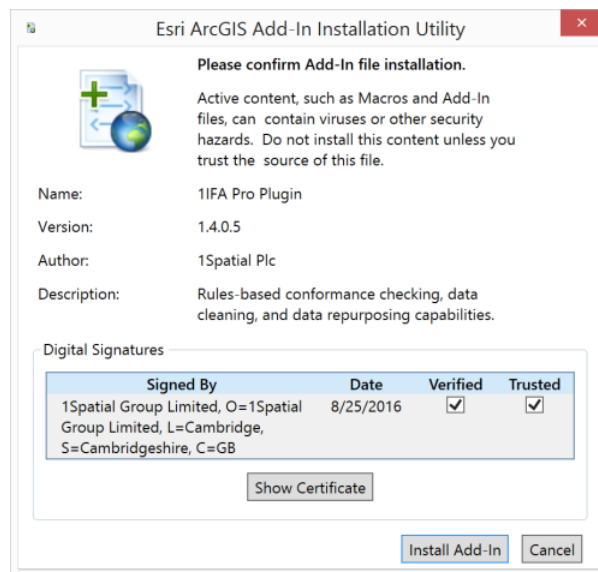 Esri ArcGIS Add-In Installation Utility
Please confirm Add-In file installation.
Active content, such as Macros and Add-In
files, can contain viruses or other security
hazards. Do not install this content unless you
trust the source of this file.
Name: 1IFA Pro Plugin
Version: 1.4.0.5
Author: 1Spatial Plc
Description: Rules-based conformance checking, data
cleaning, and data repurposing capabilities.
Digital Signatures
Signed By Date Verified Trusted
1Spatial Group Limited, O=1Spatial 8/25/2016
Group Limited, L=Cambridge,
S=Cambridgeshire, C=GB
Show Certificate
Install Add-In Cancel